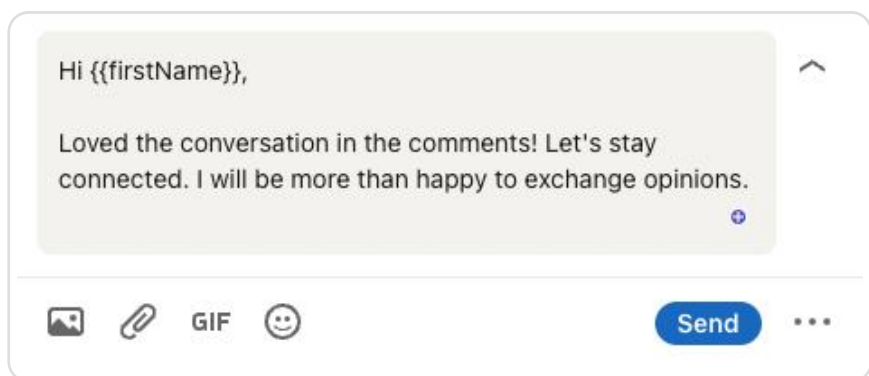 Hi {{firstName}},
Loved the conversation in the comments! Let's stay
connected. I will be more than happy to exchange opinions.
GIF
Send